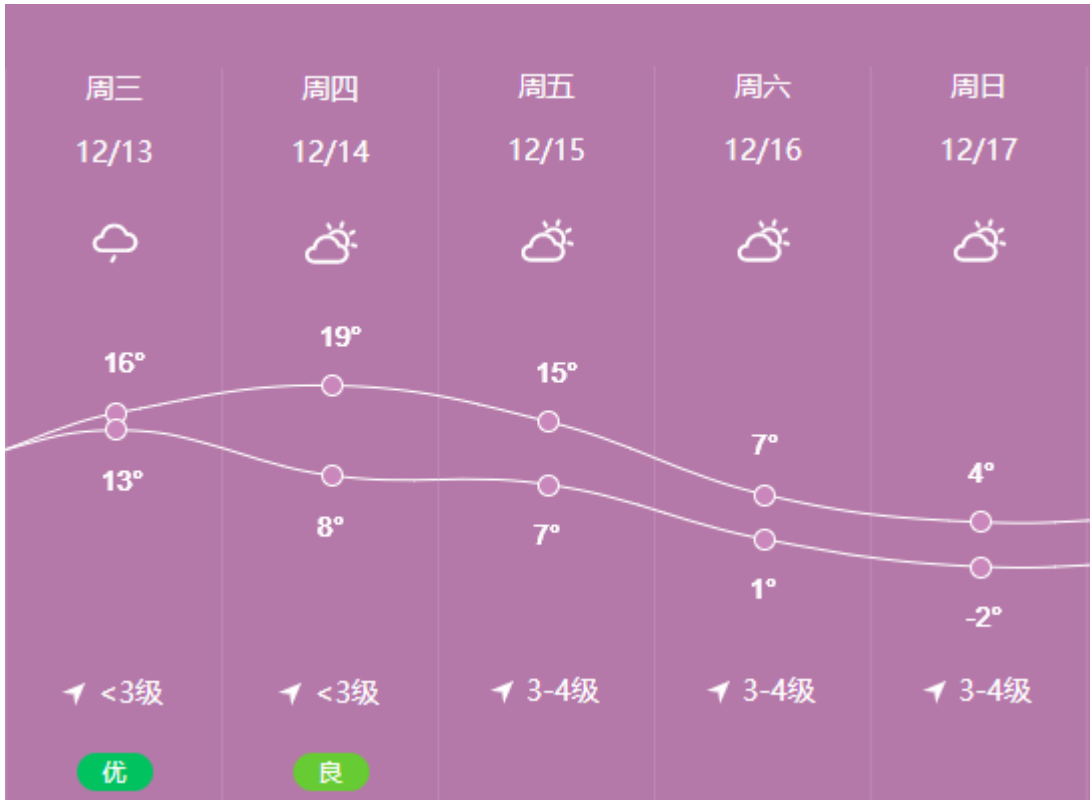 周三 周四 周五 周六 周日
12/13 12/14 12/15 12/16 12/17
16° 19° 15° 7° 4°
13° 8° 7° 1° -2°
<3级 <3级 3-4级 3-4级 3-4级
优 良